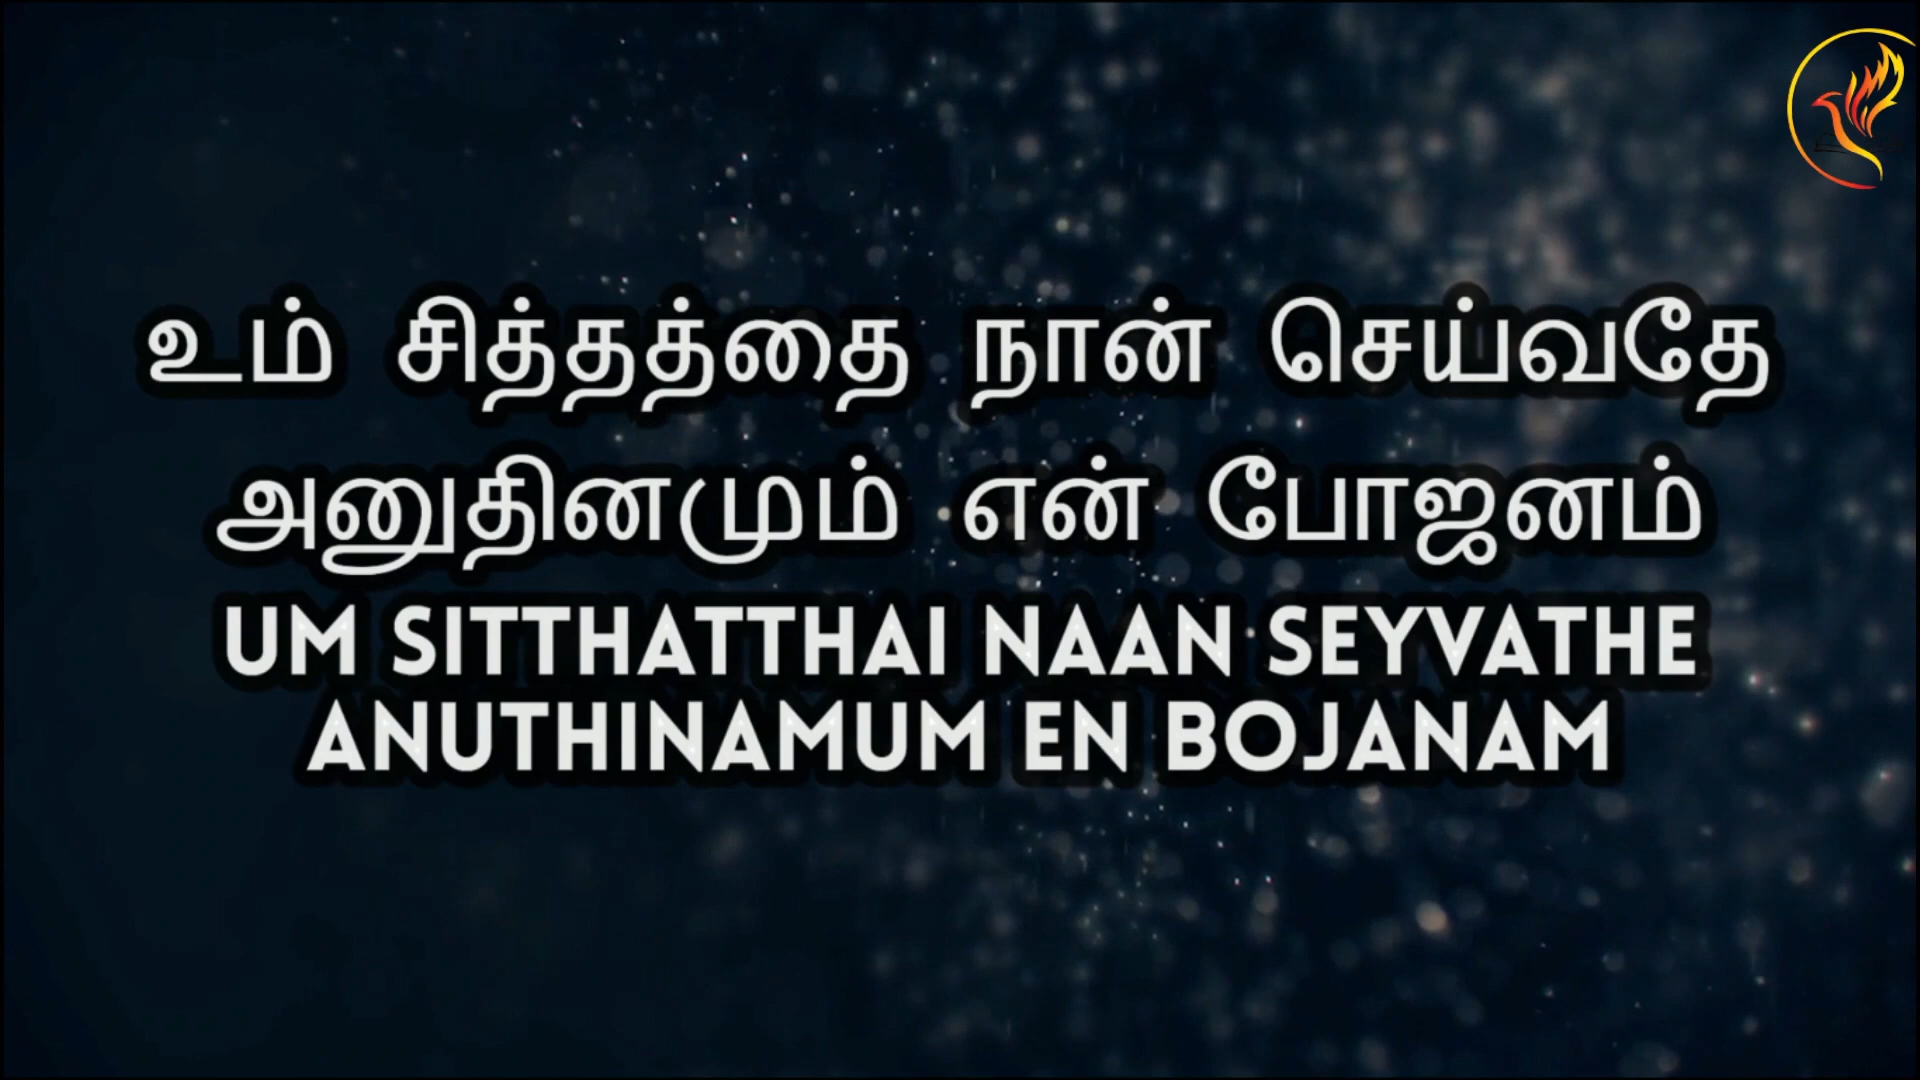 உம் சித்தத்தை நான் செய்வதே
அனுதினமும் என் போஜனம்
UM SITTHATTHAI NAAN SEYVATHE
ANUTHINAMUM EN BOJANAM